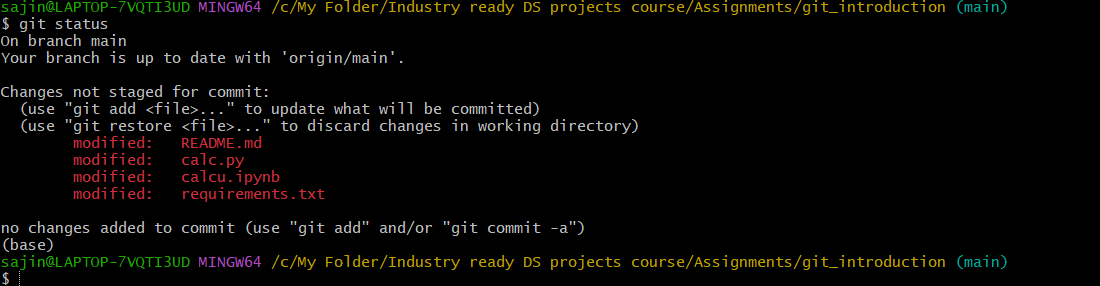 sajin@LAPTOP-7VQTI3UD MINGW64 /c/My Folder/Industry ready DS projects course/Assignments/git_introduction (main)
$ git status
On branch main
Your branch is up to date with 'origin/main'.

Changes not staged for commit:
  (use "git add <file>..." to update what will be committed)
  (use "git restore <file>..." to discard changes in working directory)
        modified:   README.md
        modified:   calc.py
        modified:   calcu.ipynb
        modified:   requirements.txt

no changes added to commit (use "git add" and/or "git commit -a")
(base)
sajin@LAPTOP-7VQTI3UD MINGW64 /c/My Folder/Industry ready DS projects course/Assignments/git_introduction (main)
$